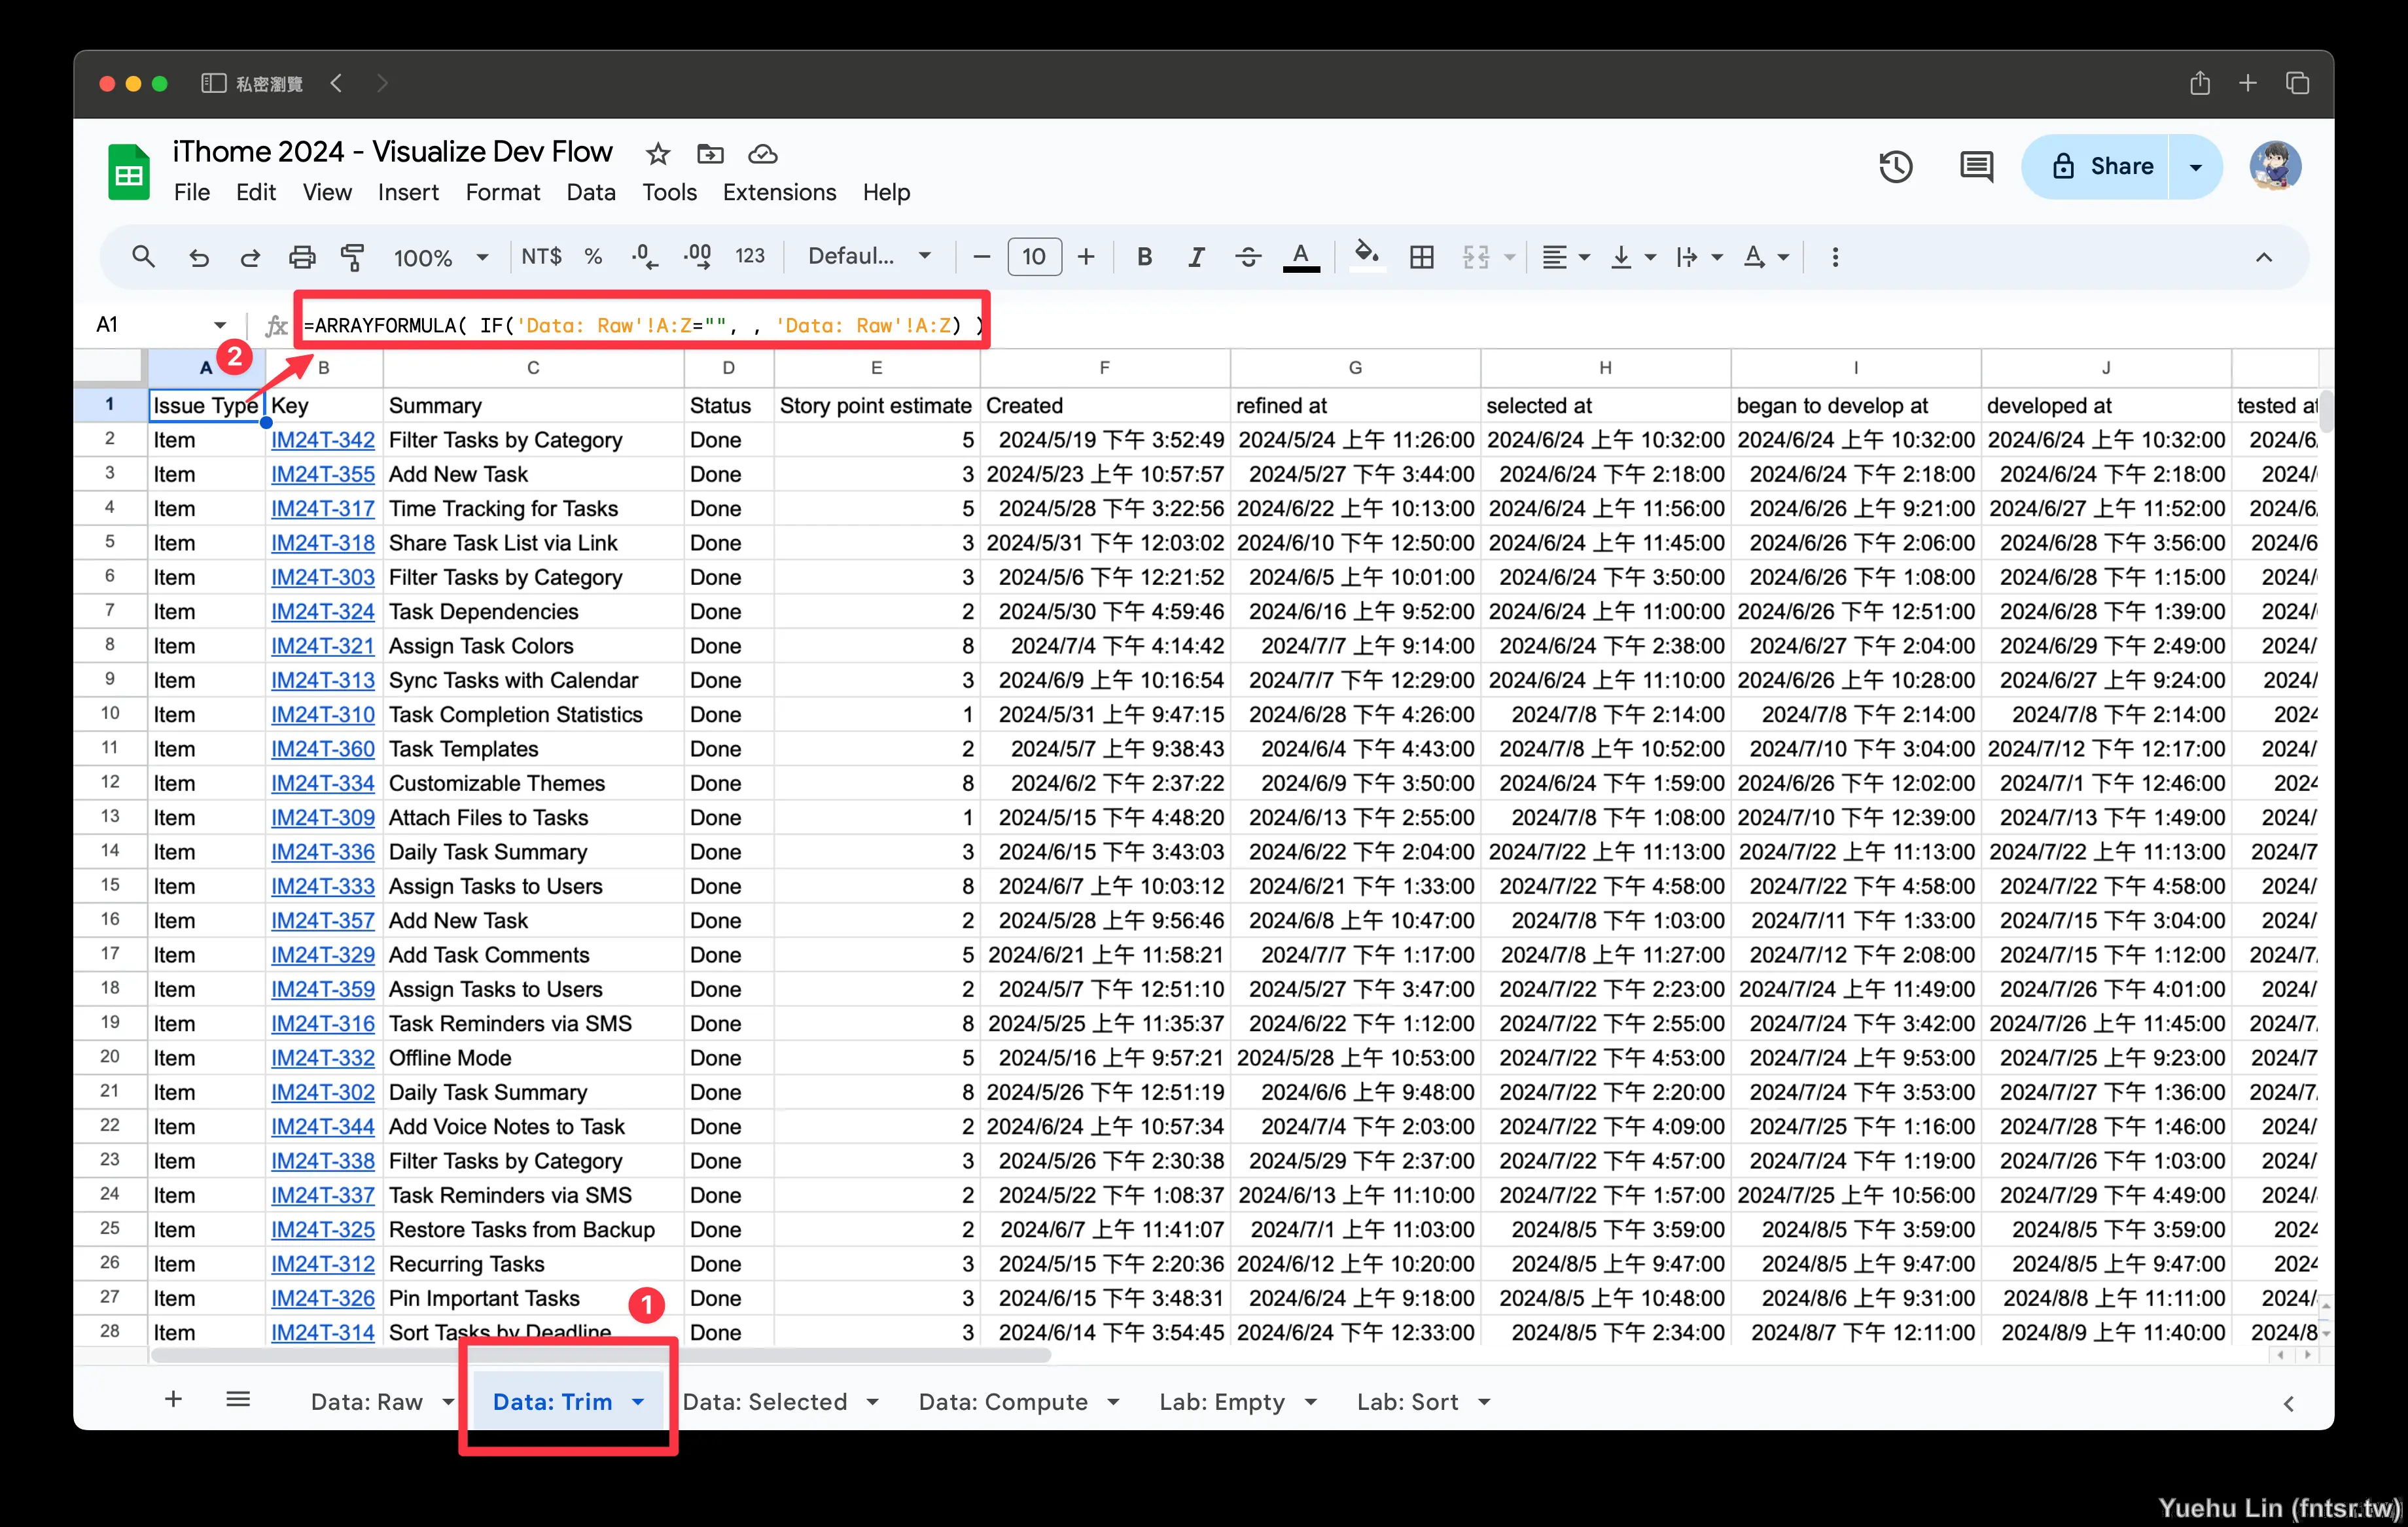 私密瀏覽
iThome 2024 - Visualize Dev Flow
File Edit View Insert Format Data Tools Extensions Help
Share
100% NT$ % .0 .00 123 Defaul... 10 B I S A
A1 fx =ARRAYFORMULA( IF('Data: Raw'!A:Z="", , 'Data: Raw'!A:Z) )
2
A B C D E F G H I J
1 Issue Type Key Summary Status Story point estimate Created refined at selected at began to develop at developed at tested at
2 Item IM24T-342 Filter Tasks by Category Done 5 2024/5/19 下午 3:52:49 2024/5/24 上午 11:26:00 2024/6/24 上午 10:32:00 2024/6/24 上午 10:32:00 2024/6/24 上午 10:32:00 2024/6/
3 Item IM24T-355 Add New Task Done 3 2024/5/23 上午 10:57:57 2024/5/27 下午 3:44:00 2024/6/24 下午 2:18:00 2024/6/24 下午 2:18:00 2024/6/24 下午 2:18:00 2024/
4 Item IM24T-317 Time Tracking for Tasks Done 5 2024/5/28 下午 3:22:56 2024/6/22 上午 10:13:00 2024/6/24 上午 11:56:00 2024/6/26 上午 9:21:00 2024/6/27 上午 11:52:00 2024/6/
5 Item IM24T-318 Share Task List via Link Done 3 2024/5/31 下午 12:03:02 2024/6/10 下午 12:50:00 2024/6/24 上午 11:45:00 2024/6/26 下午 2:06:00 2024/6/28 下午 3:56:00 2024/6
6 Item IM24T-303 Filter Tasks by Category Done 3 2024/5/6 下午 12:21:52 2024/6/5 上午 10:01:00 2024/6/24 下午 3:50:00 2024/6/26 下午 1:08:00 2024/6/28 下午 1:15:00 2024/
7 Item IM24T-324 Task Dependencies Done 2 2024/5/30 下午 4:59:46 2024/6/16 上午 9:52:00 2024/6/24 上午 11:00:00 2024/6/26 下午 12:51:00 2024/6/28 下午 1:39:00 2024/
8 Item IM24T-321 Assign Task Colors Done 8 2024/7/4 下午 4:14:42 2024/7/7 上午 9:14:00 2024/6/24 下午 2:38:00 2024/6/27 下午 2:04:00 2024/6/29 下午 2:49:00 2024/
9 Item IM24T-313 Sync Tasks with Calendar Done 3 2024/6/9 上午 10:16:54 2024/7/7 下午 12:29:00 2024/6/24 上午 11:10:00 2024/6/26 上午 10:28:00 2024/6/27 上午 9:24:00 2024/
10 Item IM24T-310 Task Completion Statistics Done 1 2024/5/31 上午 9:47:15 2024/6/28 下午 4:26:00 2024/7/8 下午 2:14:00 2024/7/8 下午 2:14:00 2024/7/8 下午 2:14:00 2024
11 Item IM24T-360 Task Templates Done 2 2024/5/7 上午 9:38:43 2024/6/4 下午 4:43:00 2024/7/8 上午 10:52:00 2024/7/10 下午 3:04:00 2024/7/12 下午 12:17:00 2024/
12 Item IM24T-334 Customizable Themes Done 8 2024/6/2 下午 2:37:22 2024/6/9 下午 3:50:00 2024/6/24 下午 1:59:00 2024/6/26 下午 12:02:00 2024/7/1 下午 12:46:00 2024
13 Item IM24T-309 Attach Files to Tasks Done 1 2024/5/15 下午 4:48:20 2024/6/13 下午 2:55:00 2024/7/8 下午 1:08:00 2024/7/10 下午 12:39:00 2024/7/13 下午 1:49:00 2024/
14 Item IM24T-336 Daily Task Summary Done 3 2024/6/15 下午 3:43:03 2024/6/22 下午 2:04:00 2024/7/22 上午 11:13:00 2024/7/22 上午 11:13:00 2024/7/22 上午 11:13:00 2024/7
15 Item IM24T-333 Assign Tasks to Users Done 8 2024/6/7 上午 10:03:12 2024/6/21 下午 1:33:00 2024/7/22 下午 4:58:00 2024/7/22 下午 4:58:00 2024/7/22 下午 4:58:00 2024/
16 Item IM24T-357 Add New Task Done 2 2024/5/28 上午 9:56:46 2024/6/8 上午 10:47:00 2024/7/8 下午 1:03:00 2024/7/11 下午 1:33:00 2024/7/15 下午 3:04:00 2024/
17 Item IM24T-329 Add Task Comments Done 5 2024/6/21 上午 11:58:21 2024/7/7 下午 1:17:00 2024/7/8 上午 11:27:00 2024/7/12 下午 2:08:00 2024/7/15 下午 1:12:00 2024/7/
18 Item IM24T-359 Assign Tasks to Users Done 2 2024/5/7 下午 12:51:10 2024/5/27 下午 3:47:00 2024/7/22 下午 2:23:00 2024/7/24 上午 11:49:00 2024/7/26 下午 4:01:00 2024/
19 Item IM24T-316 Task Reminders via SMS Done 8 2024/5/25 上午 11:35:37 2024/6/22 下午 1:12:00 2024/7/22 下午 2:55:00 2024/7/24 下午 3:42:00 2024/7/26 上午 11:45:00 2024/7/
20 Item IM24T-332 Offline Mode Done 5 2024/5/16 上午 9:57:21 2024/5/28 上午 10:53:00 2024/7/22 下午 4:53:00 2024/7/24 上午 9:53:00 2024/7/25 上午 9:23:00 2024/7
21 Item IM24T-302 Daily Task Summary Done 8 2024/5/26 下午 12:51:19 2024/6/6 上午 9:48:00 2024/7/22 下午 2:20:00 2024/7/24 下午 3:53:00 2024/7/27 下午 1:36:00 2024/7/
22 Item IM24T-344 Add Voice Notes to Task Done 2 2024/6/24 上午 10:57:34 2024/7/4 下午 2:03:00 2024/7/22 下午 4:09:00 2024/7/25 下午 1:16:00 2024/7/28 下午 1:46:00 2024/
23 Item IM24T-338 Filter Tasks by Category Done 3 2024/5/26 下午 2:30:38 2024/5/29 下午 2:37:00 2024/7/22 下午 4:57:00 2024/7/24 下午 1:19:00 2024/7/26 下午 1:03:00 2024/
24 Item IM24T-337 Task Reminders via SMS Done 2 2024/5/22 下午 1:08:37 2024/6/13 上午 11:10:00 2024/7/22 下午 1:57:00 2024/7/25 上午 10:56:00 2024/7/29 下午 4:49:00 2024/
25 Item IM24T-325 Restore Tasks from Backup Done 2 2024/6/7 上午 11:41:07 2024/7/1 上午 11:03:00 2024/8/5 下午 3:59:00 2024/8/5 下午 3:59:00 2024/8/5 下午 3:59:00 2024
26 Item IM24T-312 Recurring Tasks Done 3 2024/5/15 下午 2:20:36 2024/6/12 上午 10:20:00 2024/8/5 上午 9:47:00 2024/8/5 上午 9:47:00 2024/8/5 上午 9:47:00 2024
27 Item IM24T-326 Pin Important Tasks Done 3 2024/6/15 下午 3:48:31 2024/6/24 上午 9:18:00 2024/8/5 上午 10:48:00 2024/8/6 上午 9:31:00 2024/8/8 上午 11:11:00 2024/
1
28 Item IM24T-314 Sort Tasks by Deadline Done 3 2024/6/14 下午 3:54:45 2024/6/24 下午 12:33:00 2024/8/5 下午 2:34:00 2024/8/7 下午 12:11:00 2024/8/9 上午 11:40:00 2024/8
Data: Raw Data: Trim Data: Selected Data: Compute Lab: Empty Lab: Sort
Yuehu Lin (fntsr.tw)